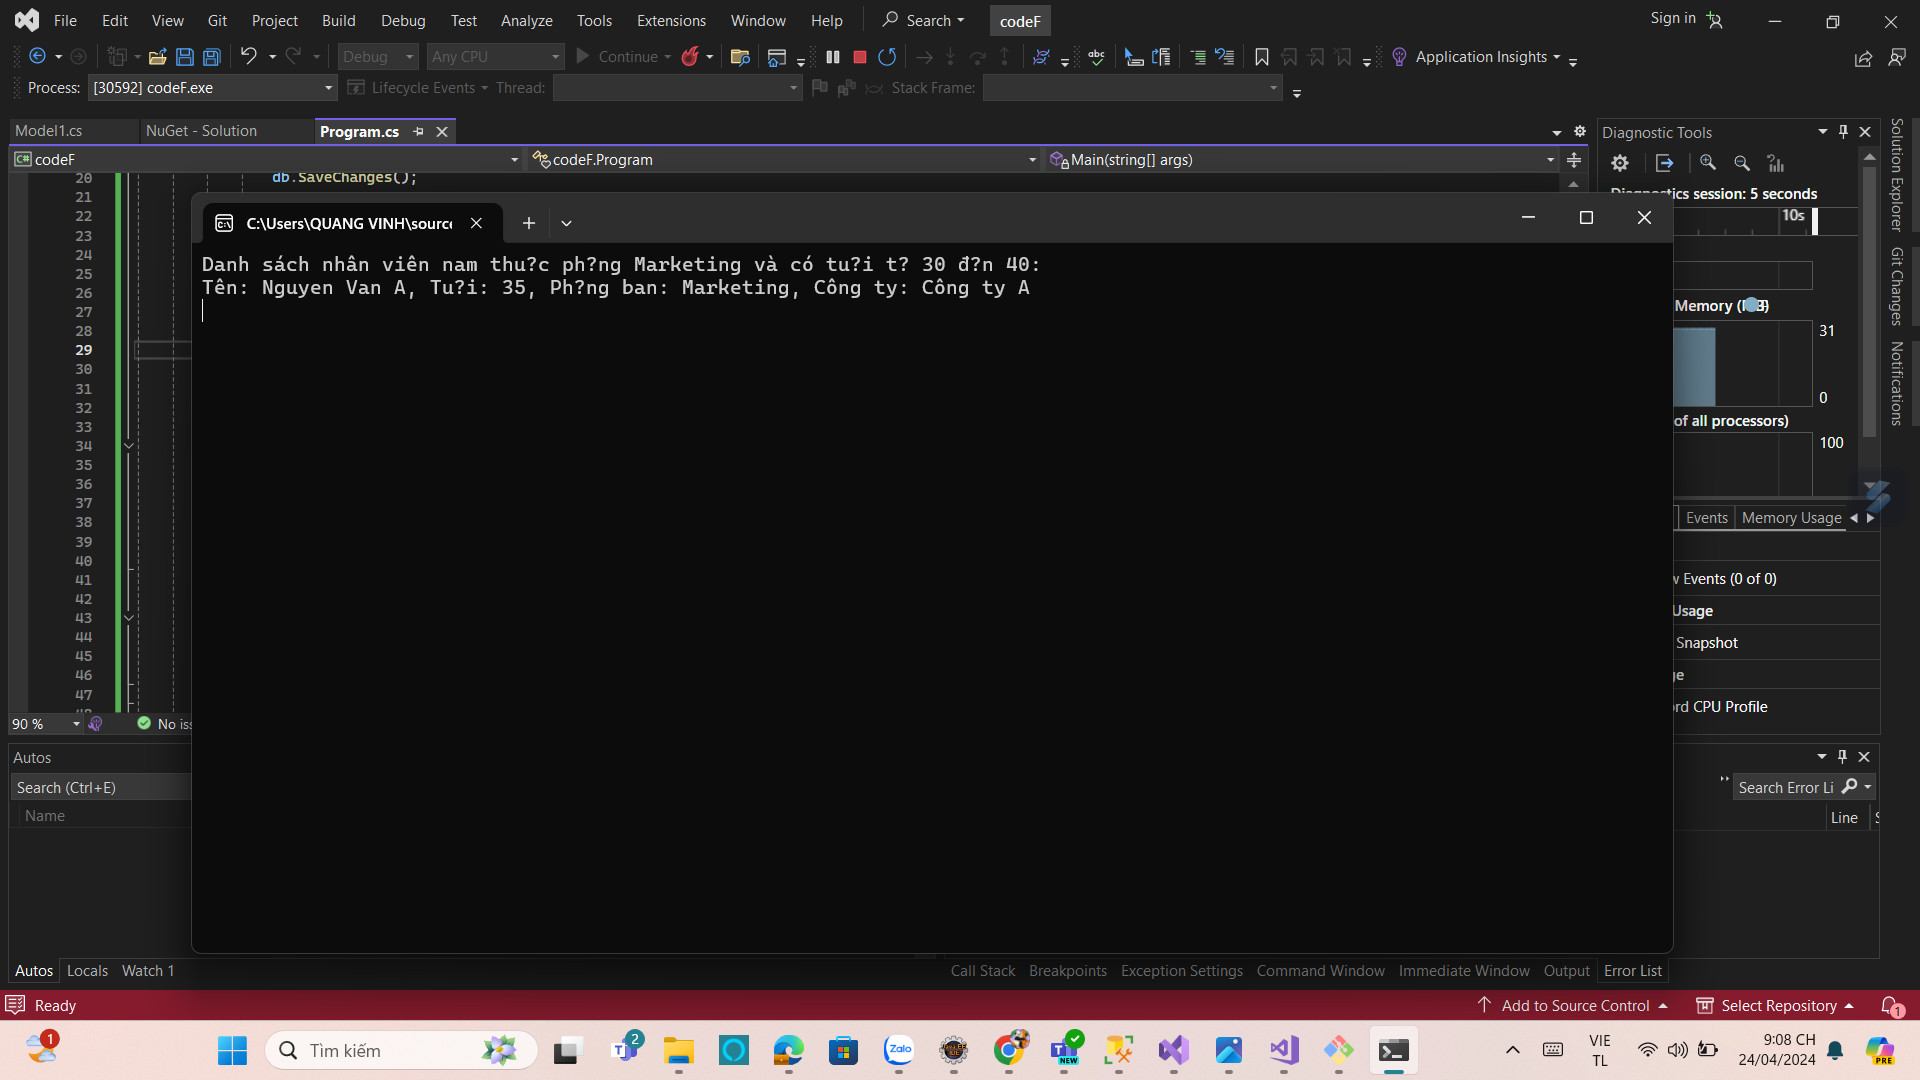 File Edit View Git Project Build Debug Test Analyze Tools Extensions Window Help Search codeF Sign in
Debug Any CPU Continue Application Insights
Process: [30592] codeF.exe Lifecycle Events Thread: Stack Frame:
Model1.cs NuGet - Solution Program.cs Diagnostic Tools
codeF codeF.Program Main(string[] args)
20 db.SaveChanges();
Diagnostics session: 5 seconds
10s
21
22
23
24
25
26
27
28
29
30
31
32
33
34
35
36
37
38
39
40
41
42
43
44
45
46
47
C:\Users\QUANG VINH\source
Danh sách nhân viên nam thu?c ph?ng Marketing và có tu?i t? 30 đ?n 40:
Tên: Nguyen Van A, Tu?i: 35, Ph?ng ban: Marketing, Công ty: Công ty A
Memory
31
0
of all processors)
100
Events Memory Usage
Events (0 of 0)
Usage
Snapshot
CPU Profile
Solution Explorer
Git Changes
Notifications
90 % No
Autos
Search (Ctrl+E)
Name
Search Error Li
Line
Autos Locals Watch 1
Call Stack Breakpoints Exception Settings Command Window Immediate Window Output Error List
Ready Add to Source Control Select Repository 1
1 Tìm kiếm 2 Zalo NEW VIE 9:08 CH PRE
TL 24/04/2024